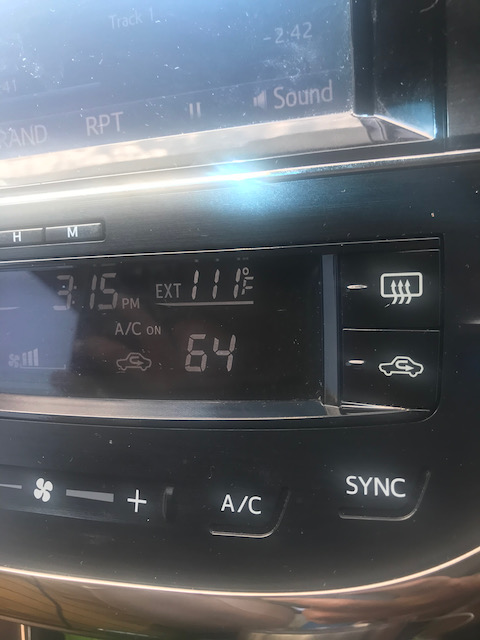 Track 1
-2:42
RAND
RPT
Sound
H
M
3:15 PM
EXT 111°F
A/C ON
64
+
A/C
SYNC